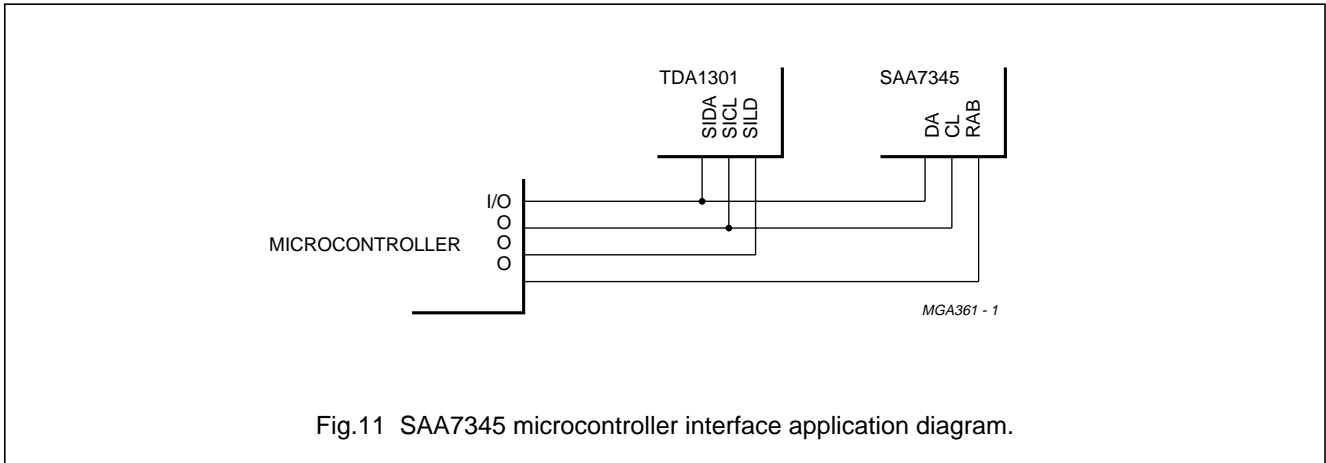 TDA1301
SAA7345
SIDA
SICL
SILD
DA
CL
RAB
I/O
O
O
O
MICROCONTROLLER
MGA361 - 1
Fig.11 SAA7345 microcontroller interface application diagram.